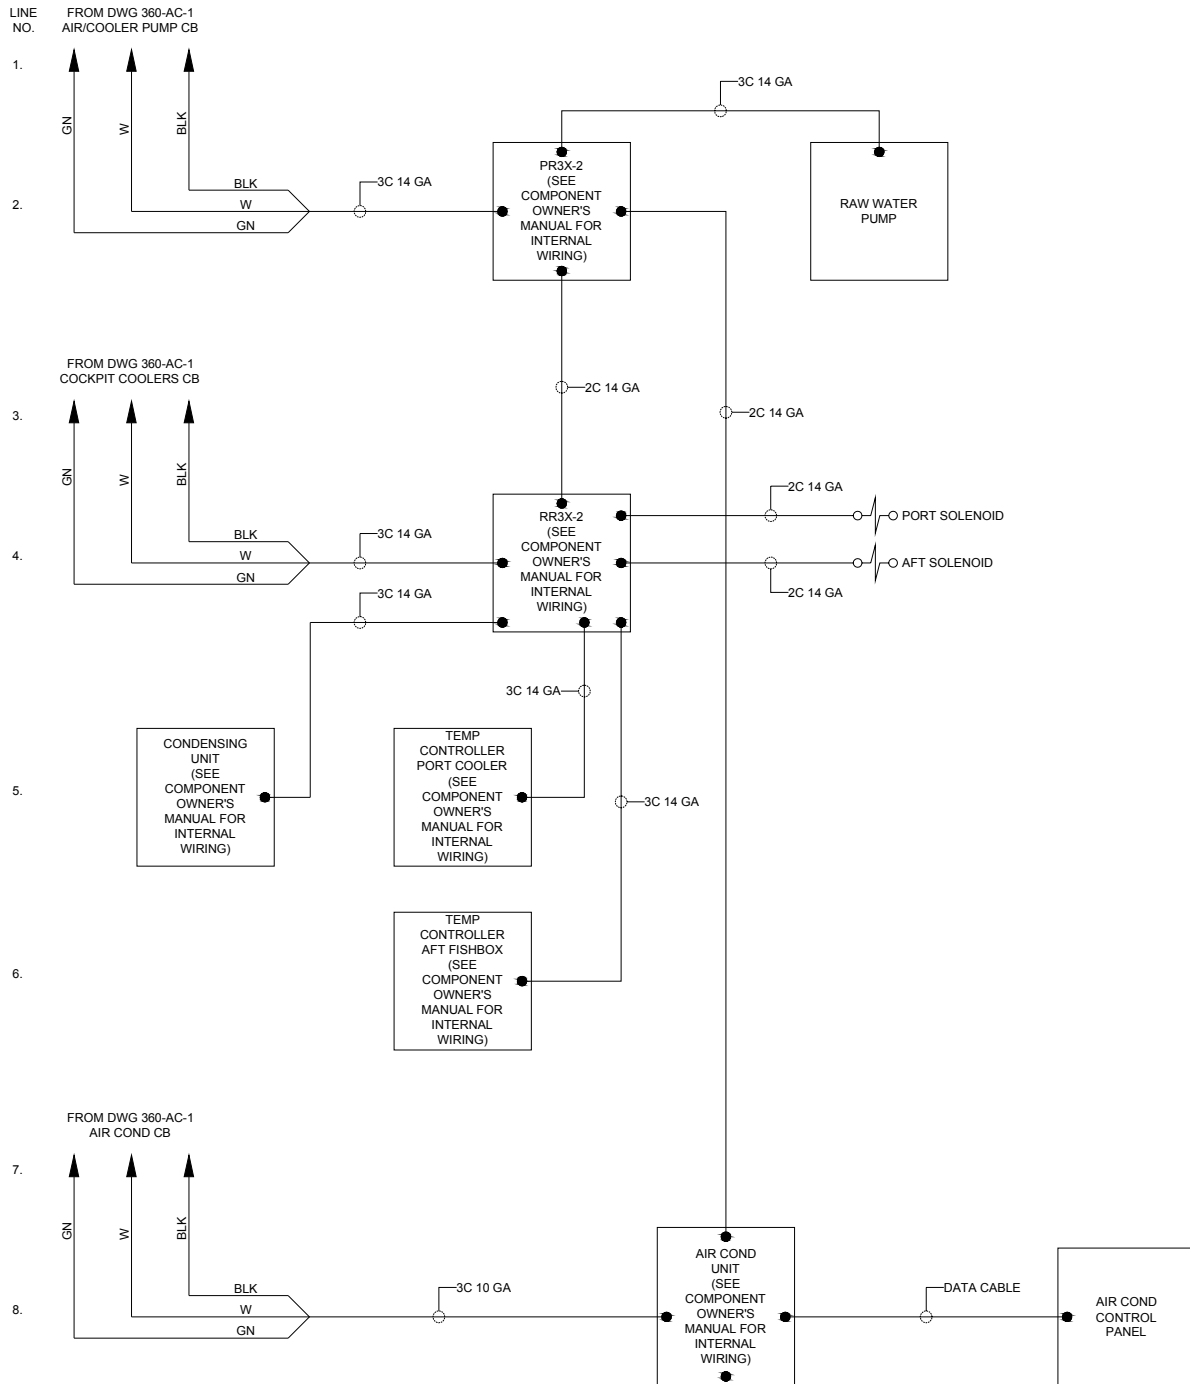 LINE
NO.
FROM DWG 360-AC-1
AIR/COOLER PUMP CB
1.
GN
W
BLK
3C 14 GA
BLK
W
GN
3C 14 GA
2.
PR3X-2
(SEE
COMPONENT
OWNER'S
MANUAL FOR
INTERNAL
WIRING)
RAW WATER
PUMP
FROM DWG 360-AC-1
COCKPIT COOLERS CB
2C 14 GA
2C 14 GA
3.
GN
W
BLK
2C 14 GA
PORT SOLENOID
BLK
W
GN
3C 14 GA
4.
RR3X-2
(SEE
COMPONENT
OWNER'S
MANUAL FOR
INTERNAL
WIRING)
AFT SOLENOID
2C 14 GA
3C 14 GA
3C 14 GA
5.
CONDENSING
UNIT
(SEE
COMPONENT
OWNER'S
MANUAL FOR
INTERNAL
WIRING)
TEMP
CONTROLLER
PORT COOLER
(SEE
COMPONENT
OWNER'S
MANUAL FOR
INTERNAL
WIRING)
3C 14 GA
6.
TEMP
CONTROLLER
AFT FISHBOX
(SEE
COMPONENT
OWNER'S
MANUAL FOR
INTERNAL
WIRING)
FROM DWG 360-AC-1
AIR COND CB
7.
GN
W
BLK
BLK
W
GN
3C 10 GA
8.
AIR COND
UNIT
(SEE
COMPONENT
OWNER'S
MANUAL FOR
INTERNAL
WIRING)
DATA CABLE
AIR COND
CONTROL
PANEL